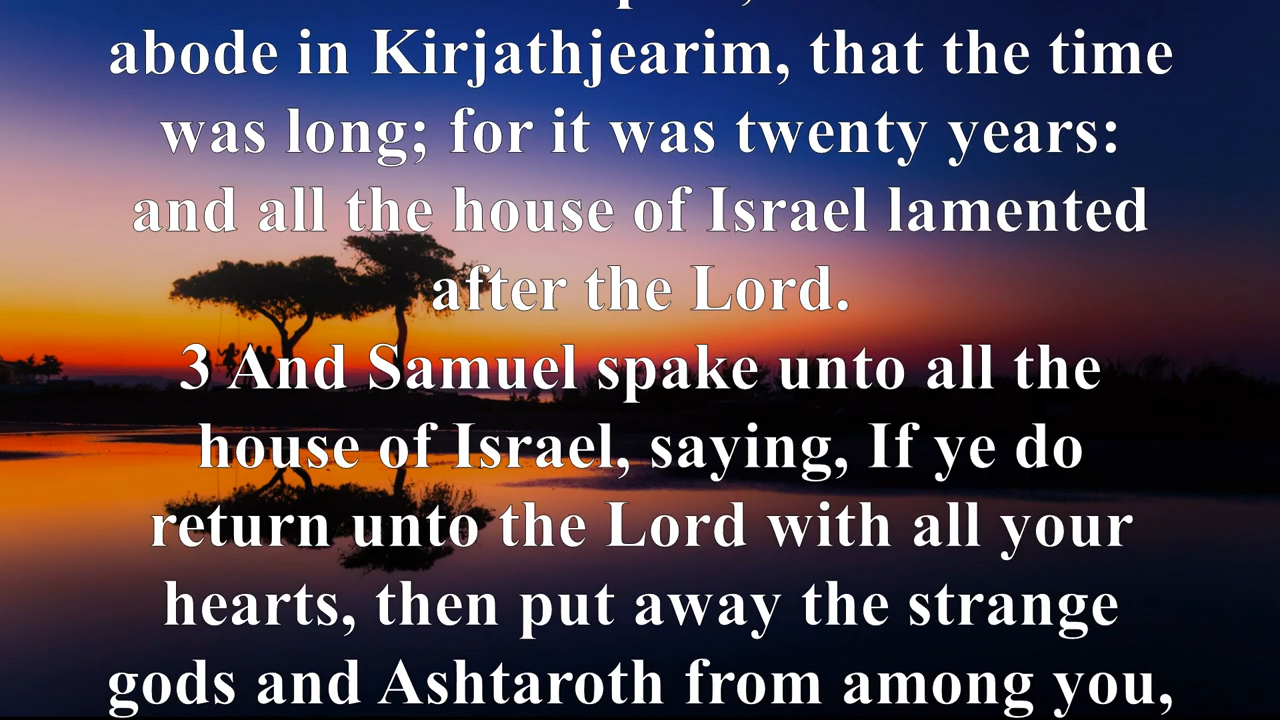 abode in Kirjathjearim, that the time
was long; for it was twenty years:
and all the house of Israel lamented
after the Lord.
3 And Samuel spake unto all the
house of Israel, saying, If ye do
return unto the Lord with all your
hearts, then put away the strange
gods and Ashtaroth from among you,